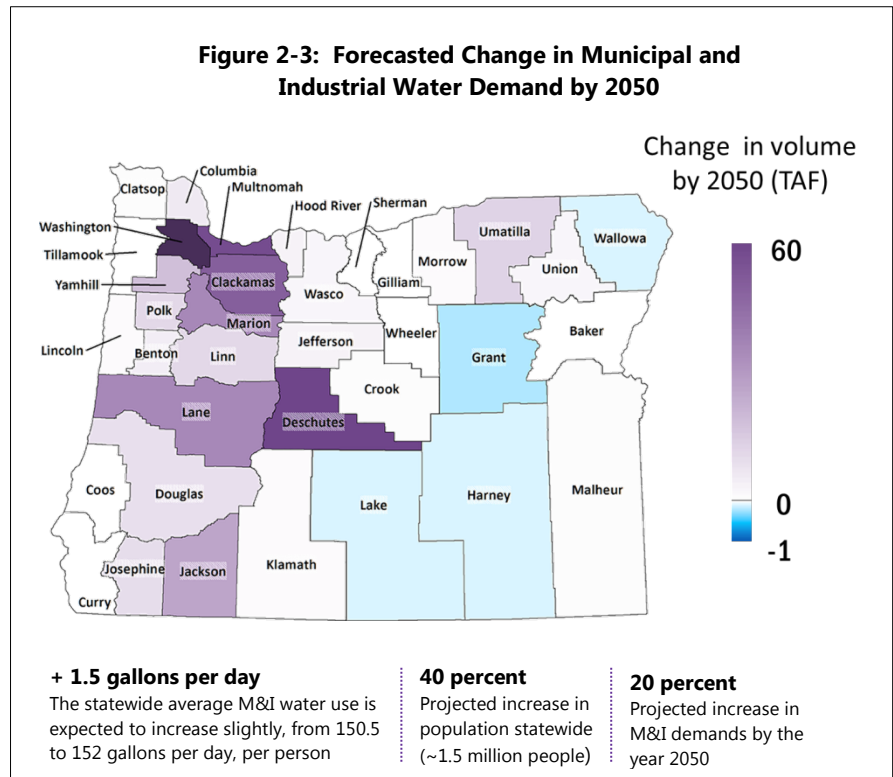 Figure 2-3:  Forecasted Change in Municipal and
Industrial Water Demand by 2050
Change in volume
by 2050 (TAF)
60
0
-1
Clatsop
Columbia
Multnomah
Hood River
Sherman
Washington
Tillamook
Yamhill
Clackamas
Wasco
Gilliam
Morrow
Umatilla
Union
Wallowa
Polk
Marion
Lincoln
Benton
Linn
Jefferson
Wheeler
Grant
Baker
Crook
Lane
Deschutes
Coos
Douglas
Lake
Harney
Malheur
Josephine
Jackson
Klamath
Curry
+ 1.5 gallons per day
The statewide average M&I water use is
expected to increase slightly, from 150.5
to 152 gallons per day, per person
40 percent
Projected increase in
population statewide
(~1.5 million people)
20 percent
Projected increase in
M&I demands by the
year 2050